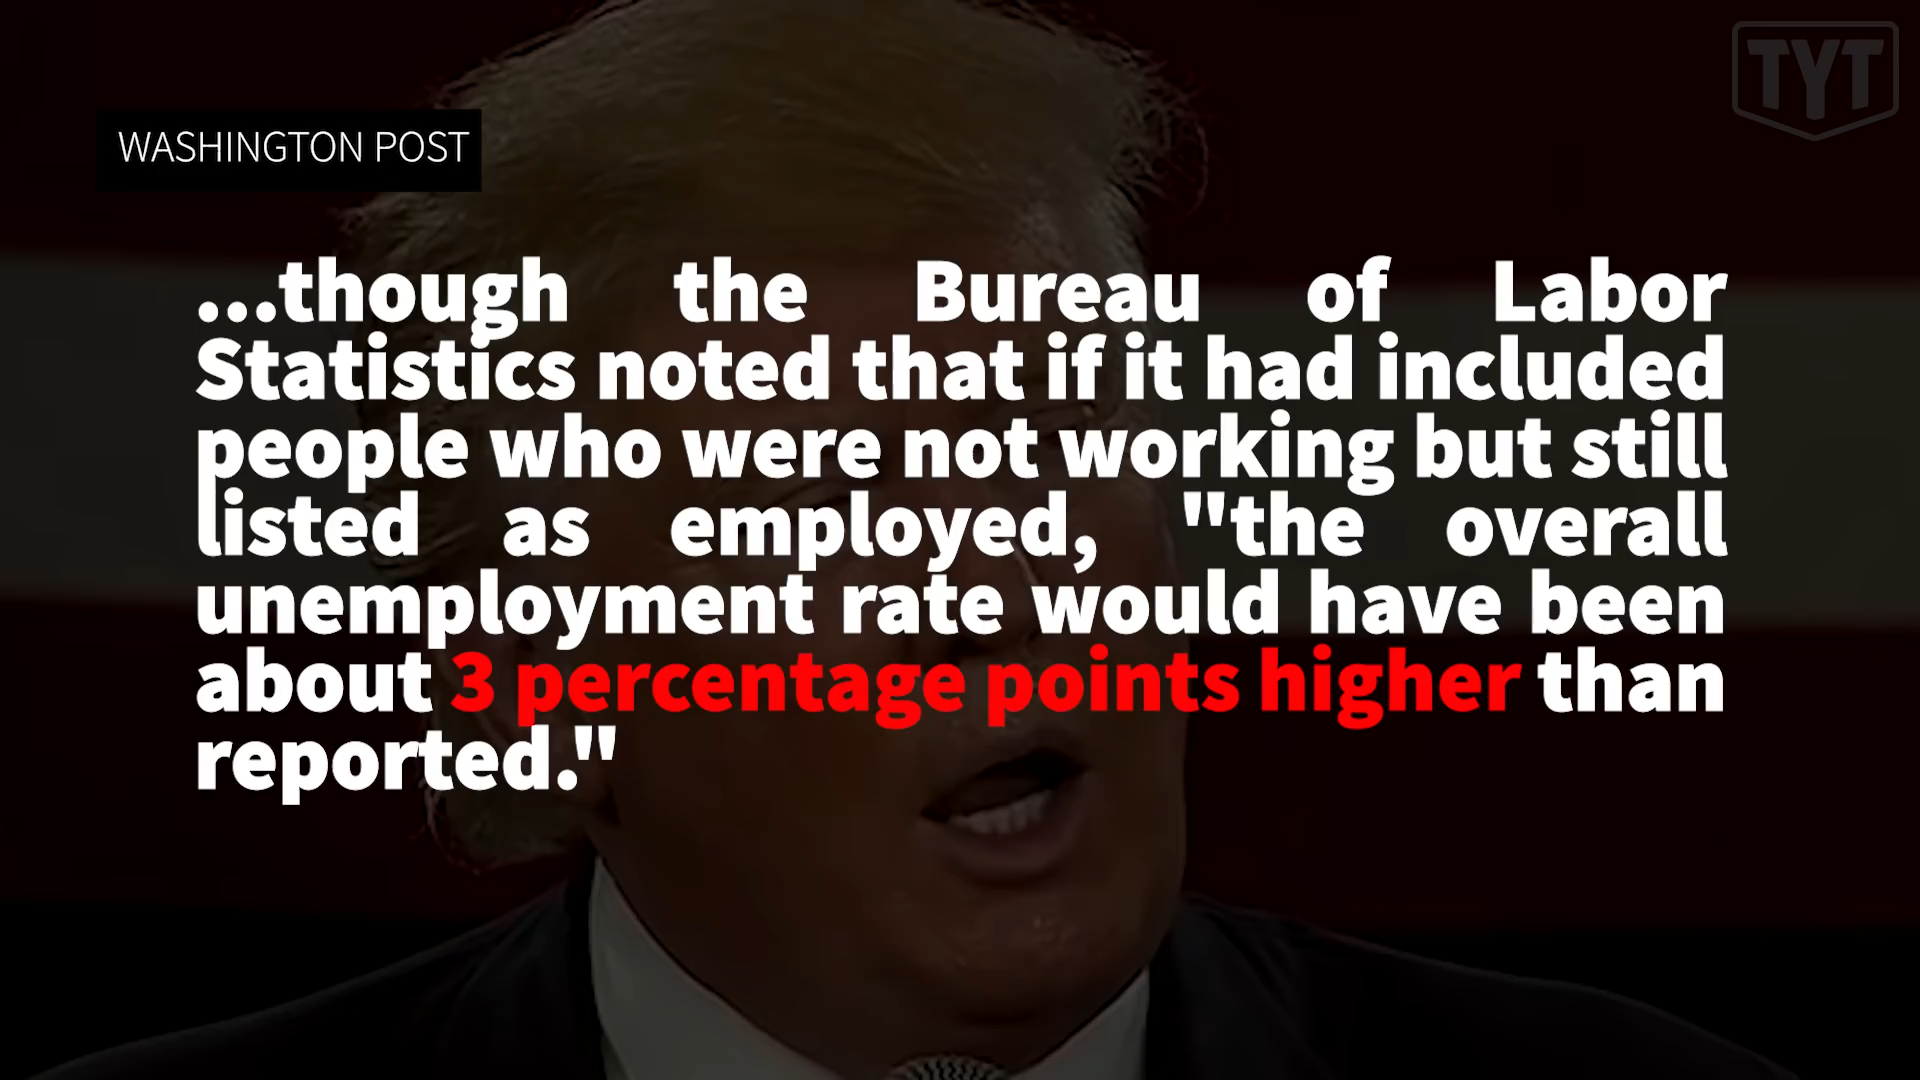 TYT
WASHINGTON POST
...though the Bureau of Labor
Statistics noted that if it had included
people who were not working but still
listed as employed, "the overall
unemployment rate would have been
about 3 percentage points higher than
reported."